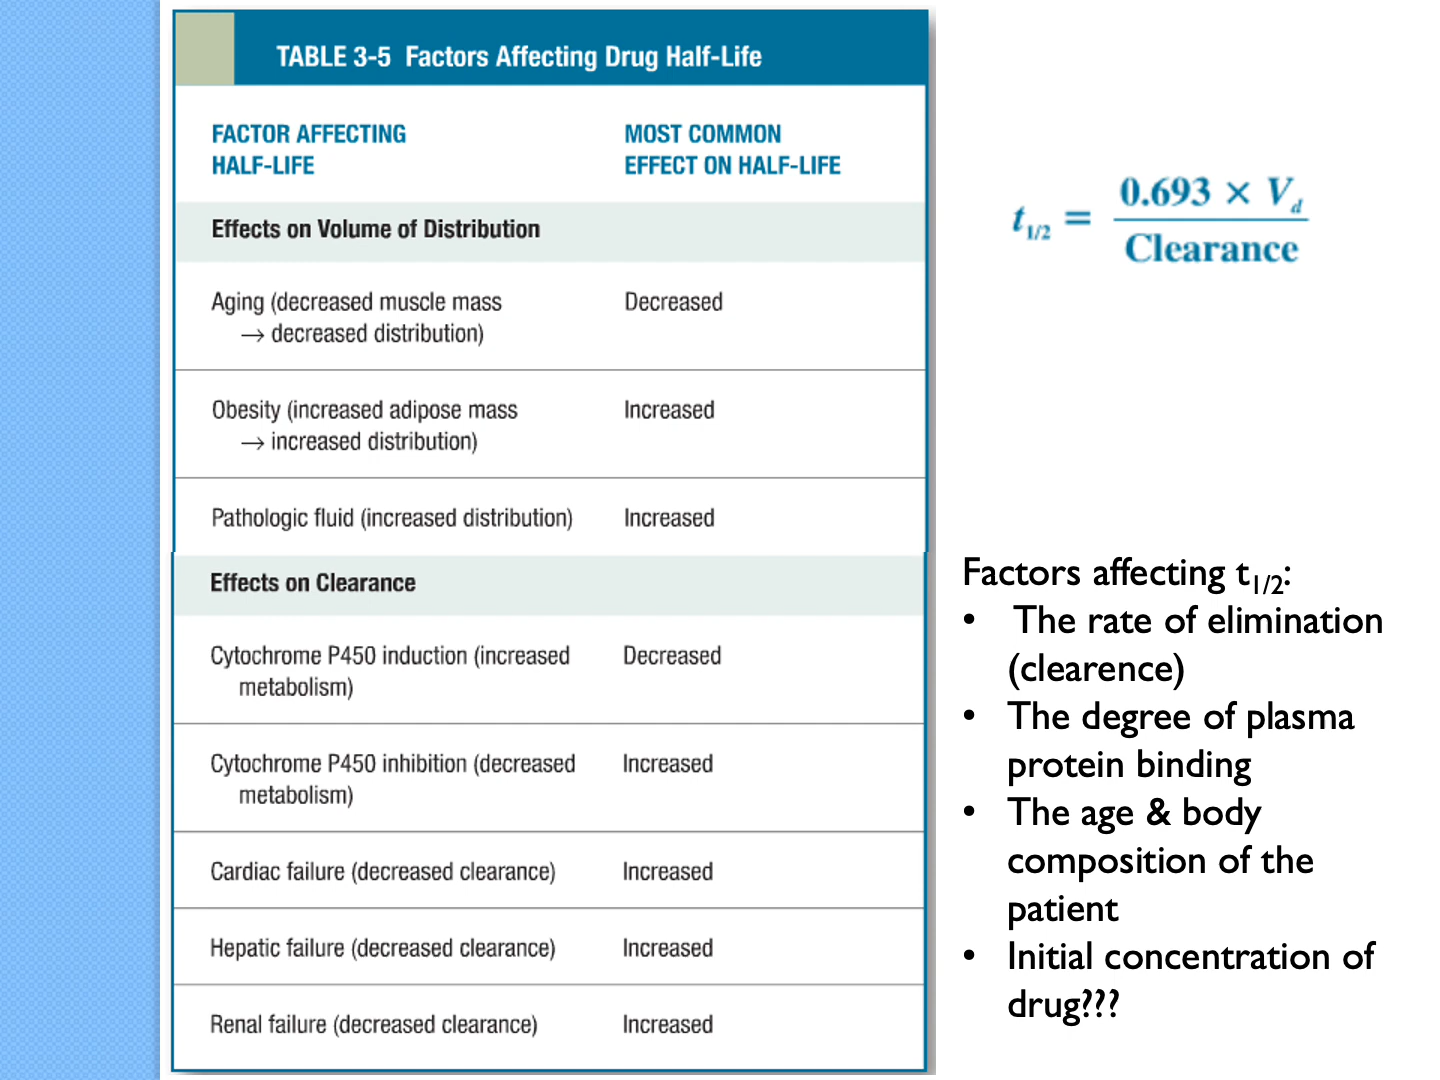 TABLE 3-5 Factors Affecting Drug Half-Life
FACTOR AFFECTING
HALF-LIFE
MOST COMMON
EFFECT ON HALF-LIFE
Effects on Volume of Distribution
Aging (decreased muscle mass
→ decreased distribution)
Decreased
Obesity (increased adipose mass
→ increased distribution)
Increased
Pathologic fluid (increased distribution)
Increased
Effects on Clearance
Cytochrome P450 induction (increased
metabolism)
Decreased
Cytochrome P450 inhibition (decreased
metabolism)
Increased
Cardiac failure (decreased clearance)
Increased
Hepatic failure (decreased clearance)
Increased
Renal failure (decreased clearance)
Increased
t1/2 = 0.693 × Vd / Clearance
Factors affecting t1/2:
• The rate of elimination
(clearence)
• The degree of plasma
protein binding
• The age & body
composition of the
patient
• Initial concentration of
drug???